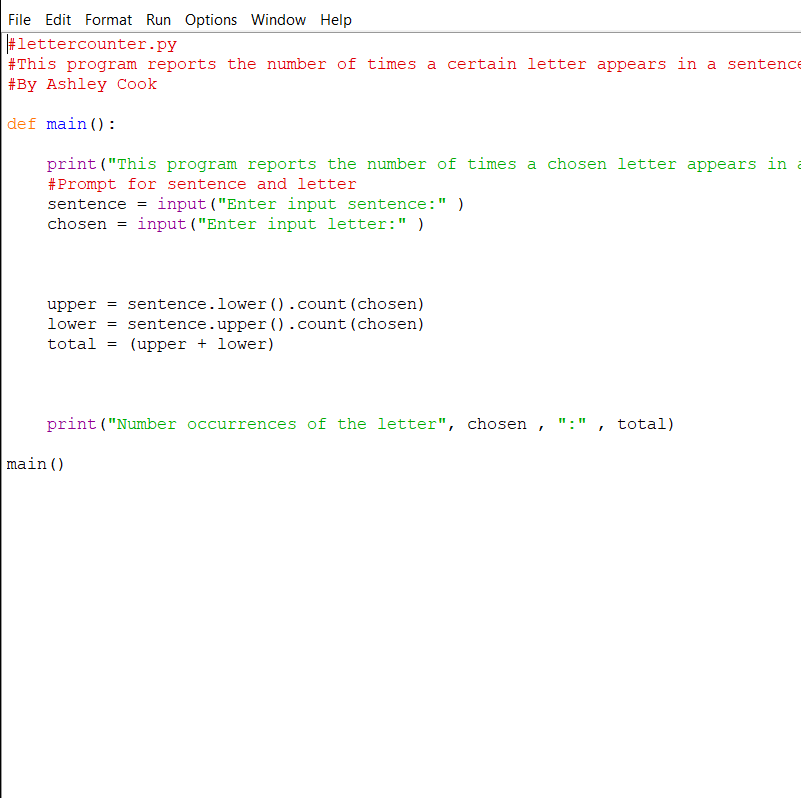 File Edit Format Run Options Window Help
#lettercounter.py
#This program reports the number of times a certain letter appears in a sentence
#By Ashley Cook
def main():
print("This program reports the number of times a chosen letter appears in a
#Prompt for sentence and letter
sentence = input("Enter input sentence:" )
chosen = input("Enter input letter:" )
upper = sentence.lower().count(chosen)
lower = sentence.upper().count(chosen)
total = (upper + lower)
print("Number occurrences of the letter", chosen , ":" , total)
main()